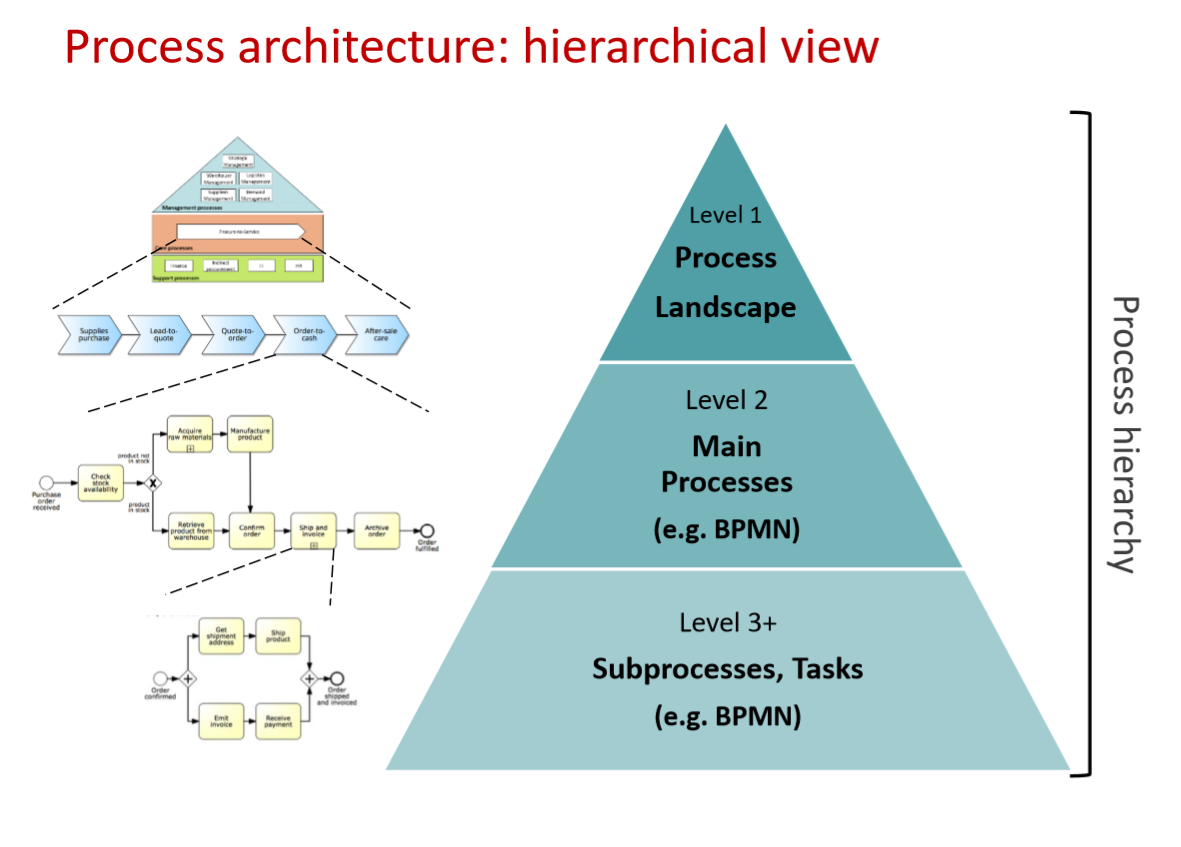 Process architecture: hierarchical view
Strategic
Management
Warehouse
Management
Logistics
Management
Suppliers
Management
Demand
Management
Management processes
Procure-to-Service
Core processes
Finance
Indirect
procurement
IT
HR
Support processes
Supplies
purchase
Lead-to-
quote
Quote-to-
order
Order-to-
cash
After-sale
care
Purchase
order
received
Check
stock
availability
product not
in stock
product
in stock
Acquire
raw materials
Manufacture
product
Retrieve
product from
warehouse
Confirm
order
Ship and
invoice
Archive
order
Order
fulfilled
Order
confirmed
Get
shipment
address
Ship
product
Emit
invoice
Receive
payment
Order
shipped
and invoiced
Level 1
Process
Landscape
Level 2
Main
Processes
(e.g. BPMN)
Level 3+
Subprocesses, Tasks
(e.g. BPMN)
Process hierarchy